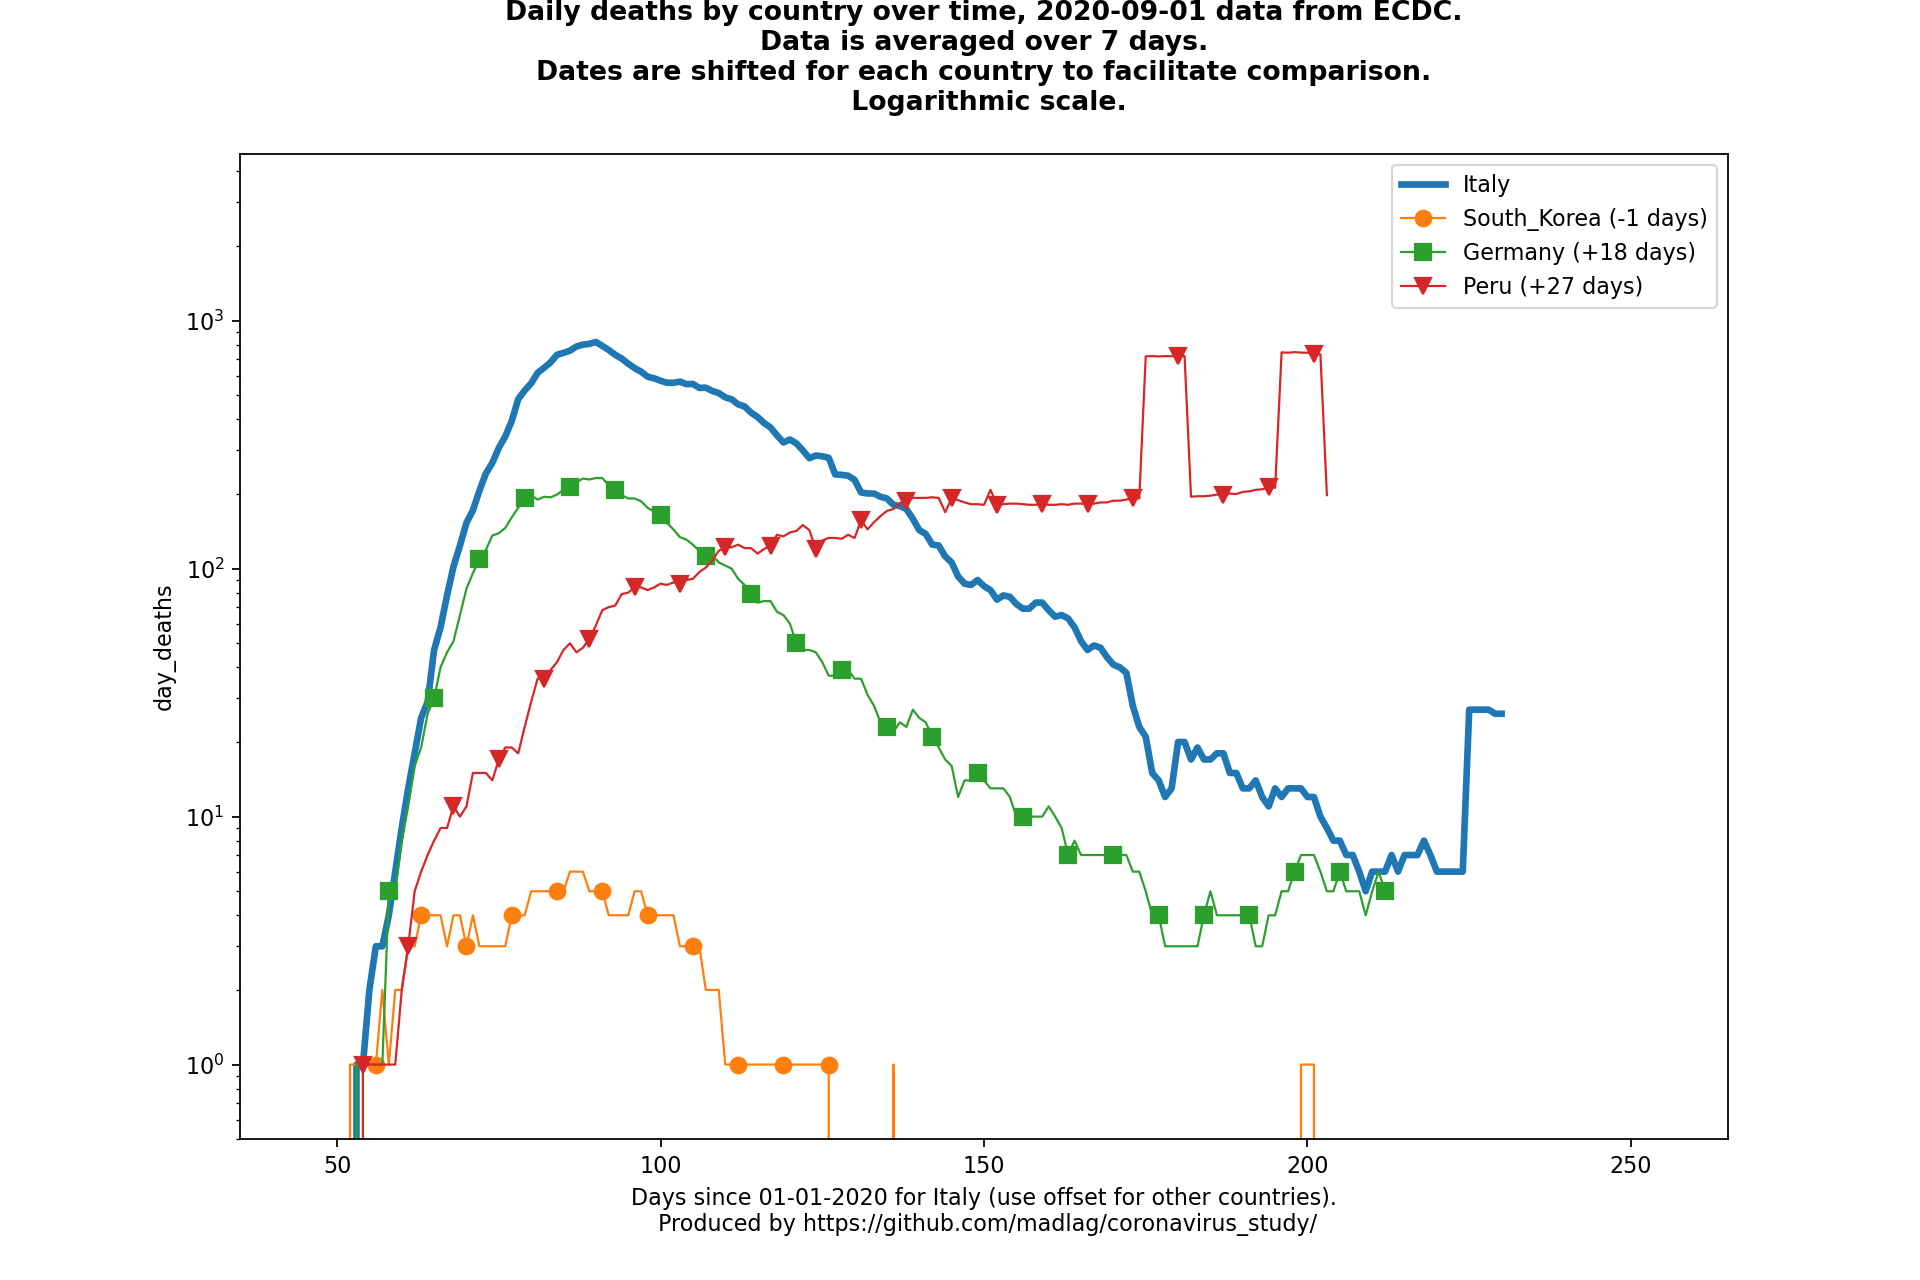 Daily deaths by country over time, 2020-09-01 data from ECDC.
Data is averaged over 7 days.
Dates are shifted for each country to facilitate comparison.
Logarithmic scale.
Italy
South_Korea (-1 days)
Germany (+18 days)
Peru (+27 days)
10³
10²
10¹
10⁰
day_deaths
50 100 150 200 250
Days since 01-01-2020 for Italy (use offset for other countries).
Produced by https://github.com/madlag/coronavirus_study/